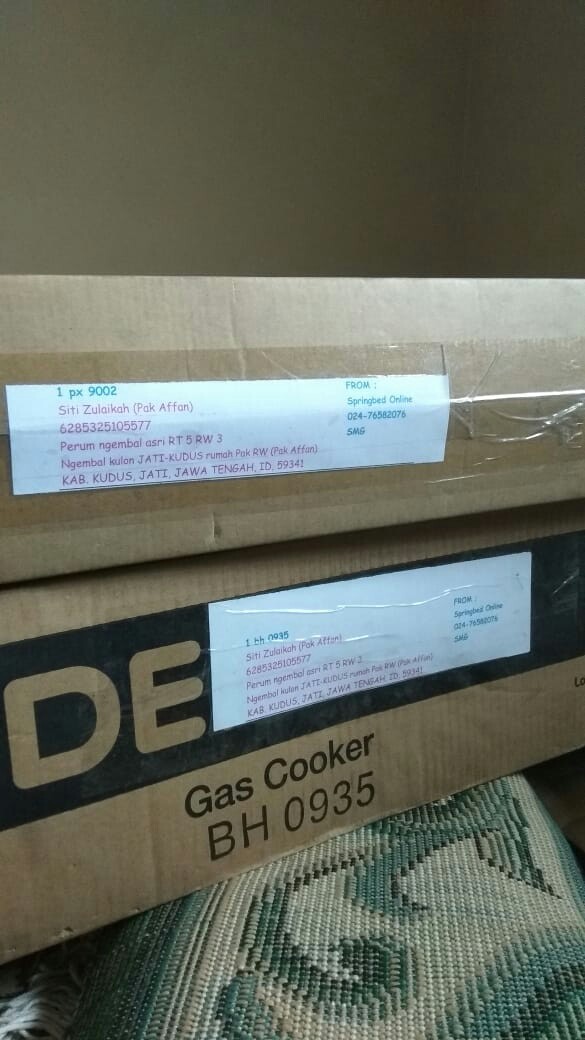 1 px 9002
Siti Zulaikah (Pak Affan)
6285325105577
Perum ngembal asri RT 5 RW 3
Ngembal kulon JATI-KUDUS rumah Pak RW (Pak Affan)
KAB. KUDUS, JATI, JAWA TENGAH, ID, 59341
FROM :
Springbed Online
024-76582076
SMG
1 bh 0935
Siti Zulaikah (Pak Affan)
6285325105577
Perum ngembal asri RT 5 RW 3
Ngembal kulon JATI-KUDUS rumah Pak RW (Pak Affan)
KAB. KUDUS, JATI, JAWA TENGAH, ID, 59341
FROM :
Springbed Online
024-76582076
SMG
DE
Gas Cooker
BH 0935